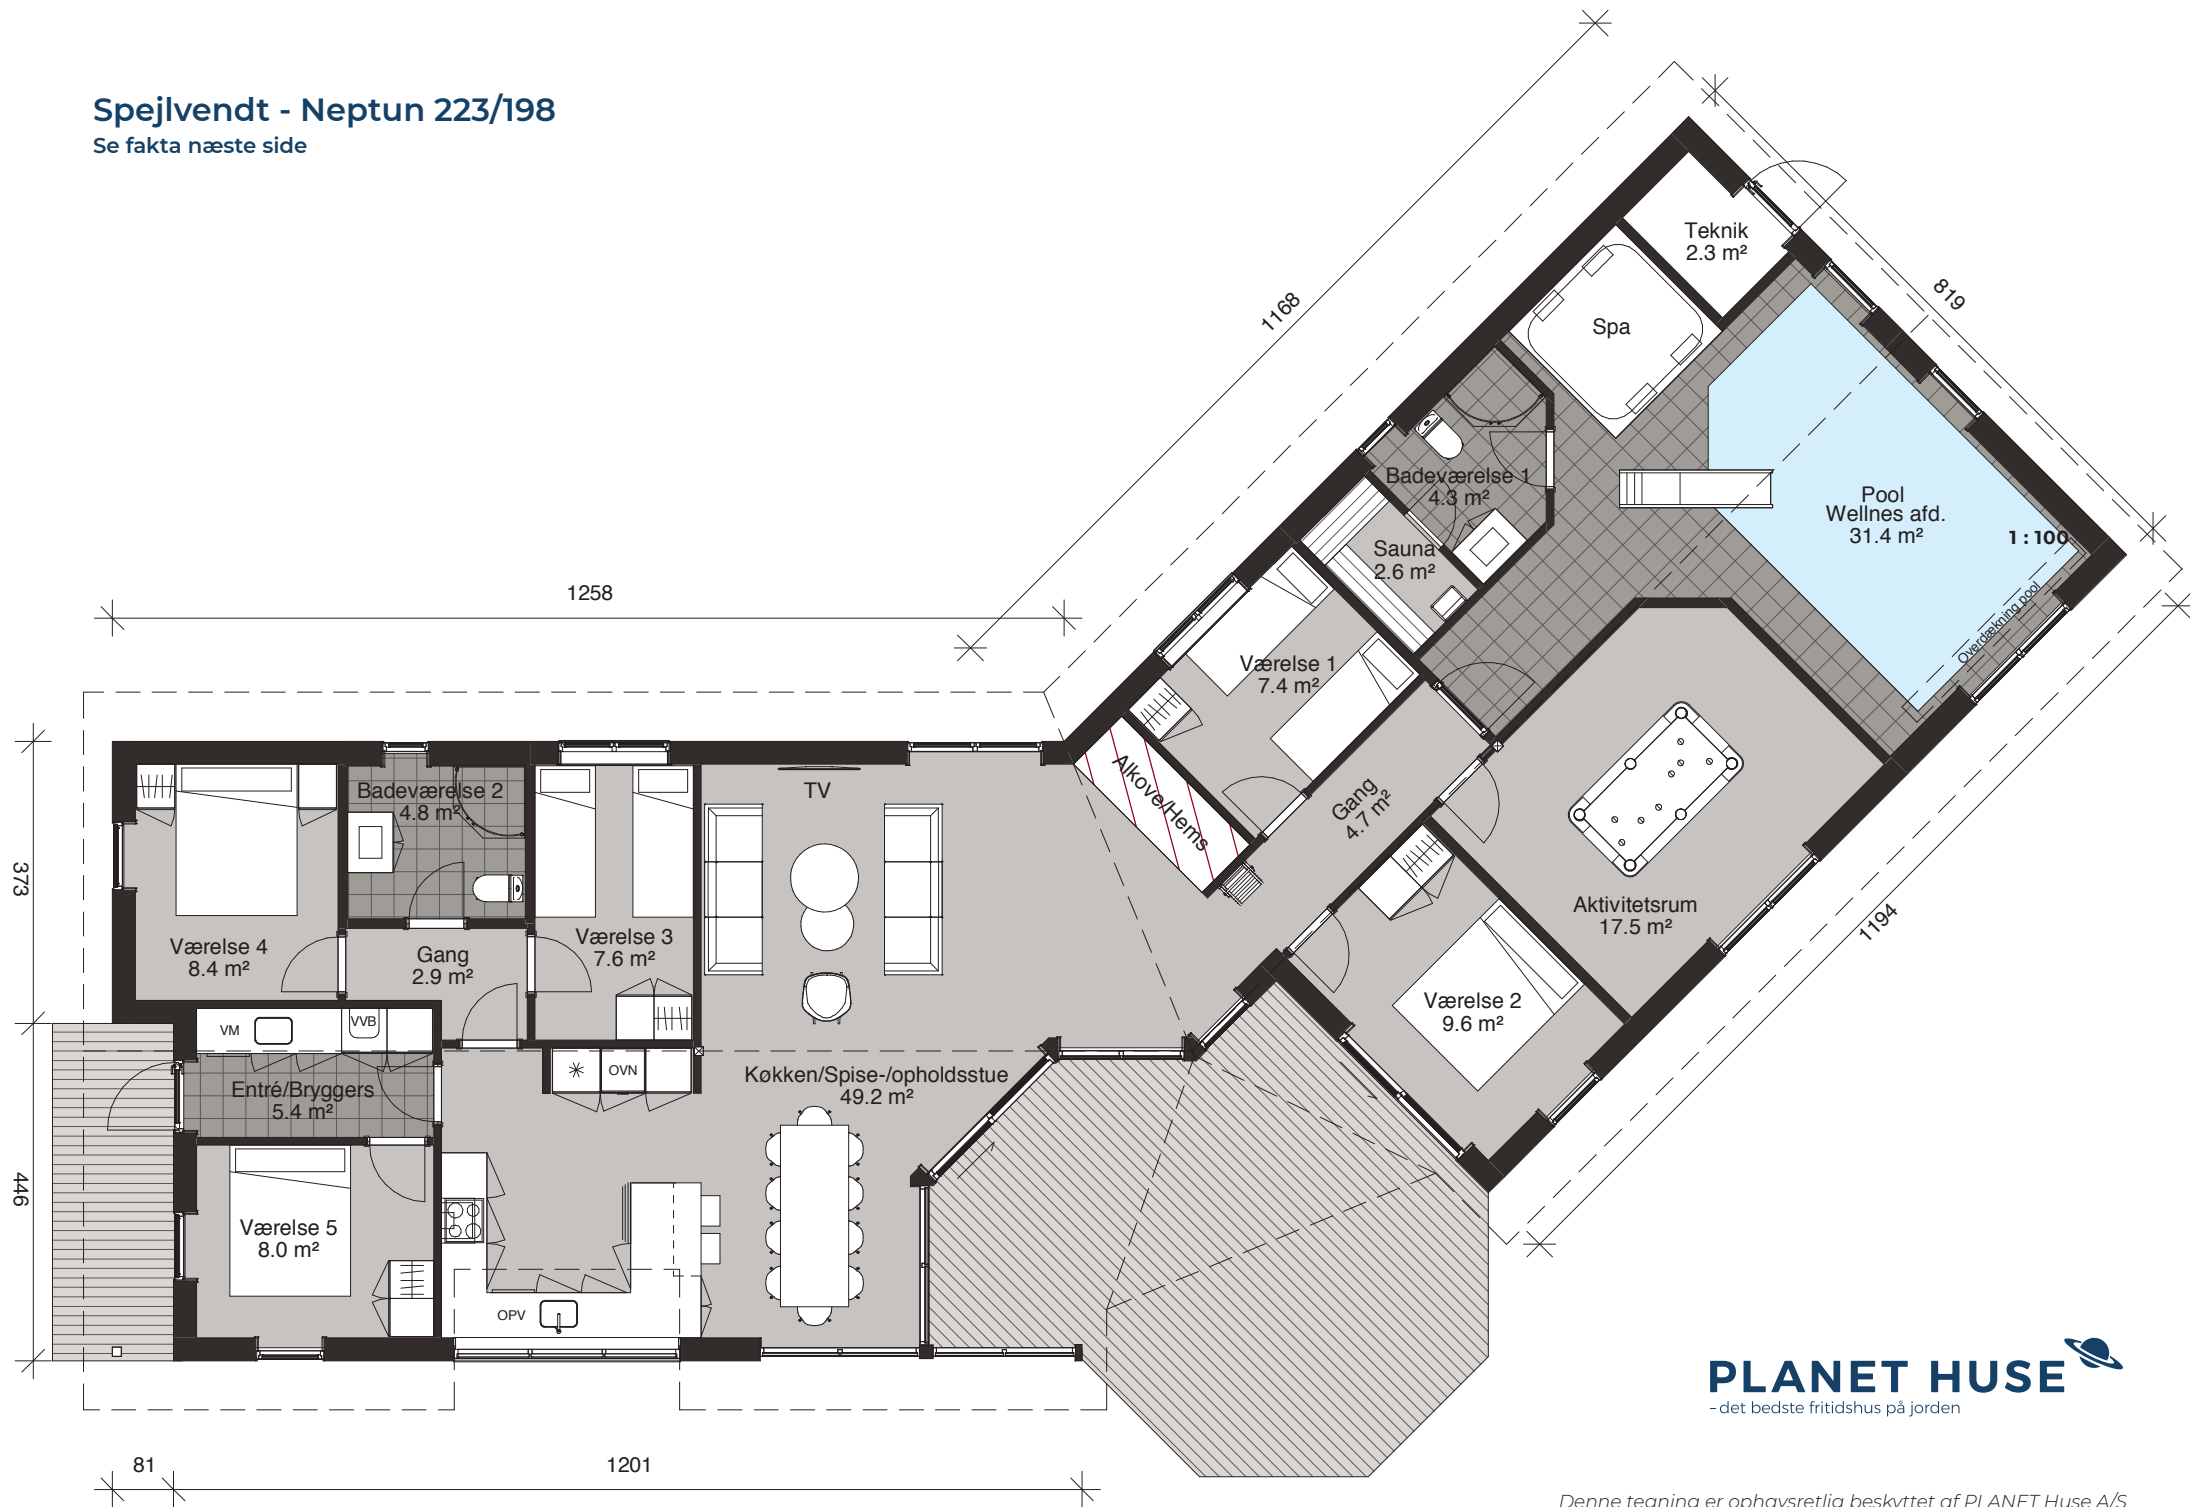 Spejlvendt - Neptun 223/198
Se fakta næste side
1168
819
Teknik
2.3 m²
Spa
Badeværelse 1
4.3 m²
Pool
Wellnes afd.
31.4 m²
1 : 100
Sauna
2.6 m²
Overdækning pool
1258
Værelse 1
7.4 m²
Alkove/Hems
Gang
4.7 m²
373
Badeværelse 2
4.8 m²
TV
Værelse 4
8.4 m²
Gang
2.9 m²
Værelse 3
7.6 m²
Aktivitetsrum
17.5 m²
1194
Værelse 2
9.6 m²
VM
VVB
OVN
Entré/Bryggers
5.4 m²
Køkken/Spise-/opholdsstue
49.2 m²
446
Værelse 5
8.0 m²
OPV
PLANET HUSE
- det bedste fritidshus på jorden
81
1201
Denne tegning er ophavsretlig beskyttet af PLANET Huse A/S